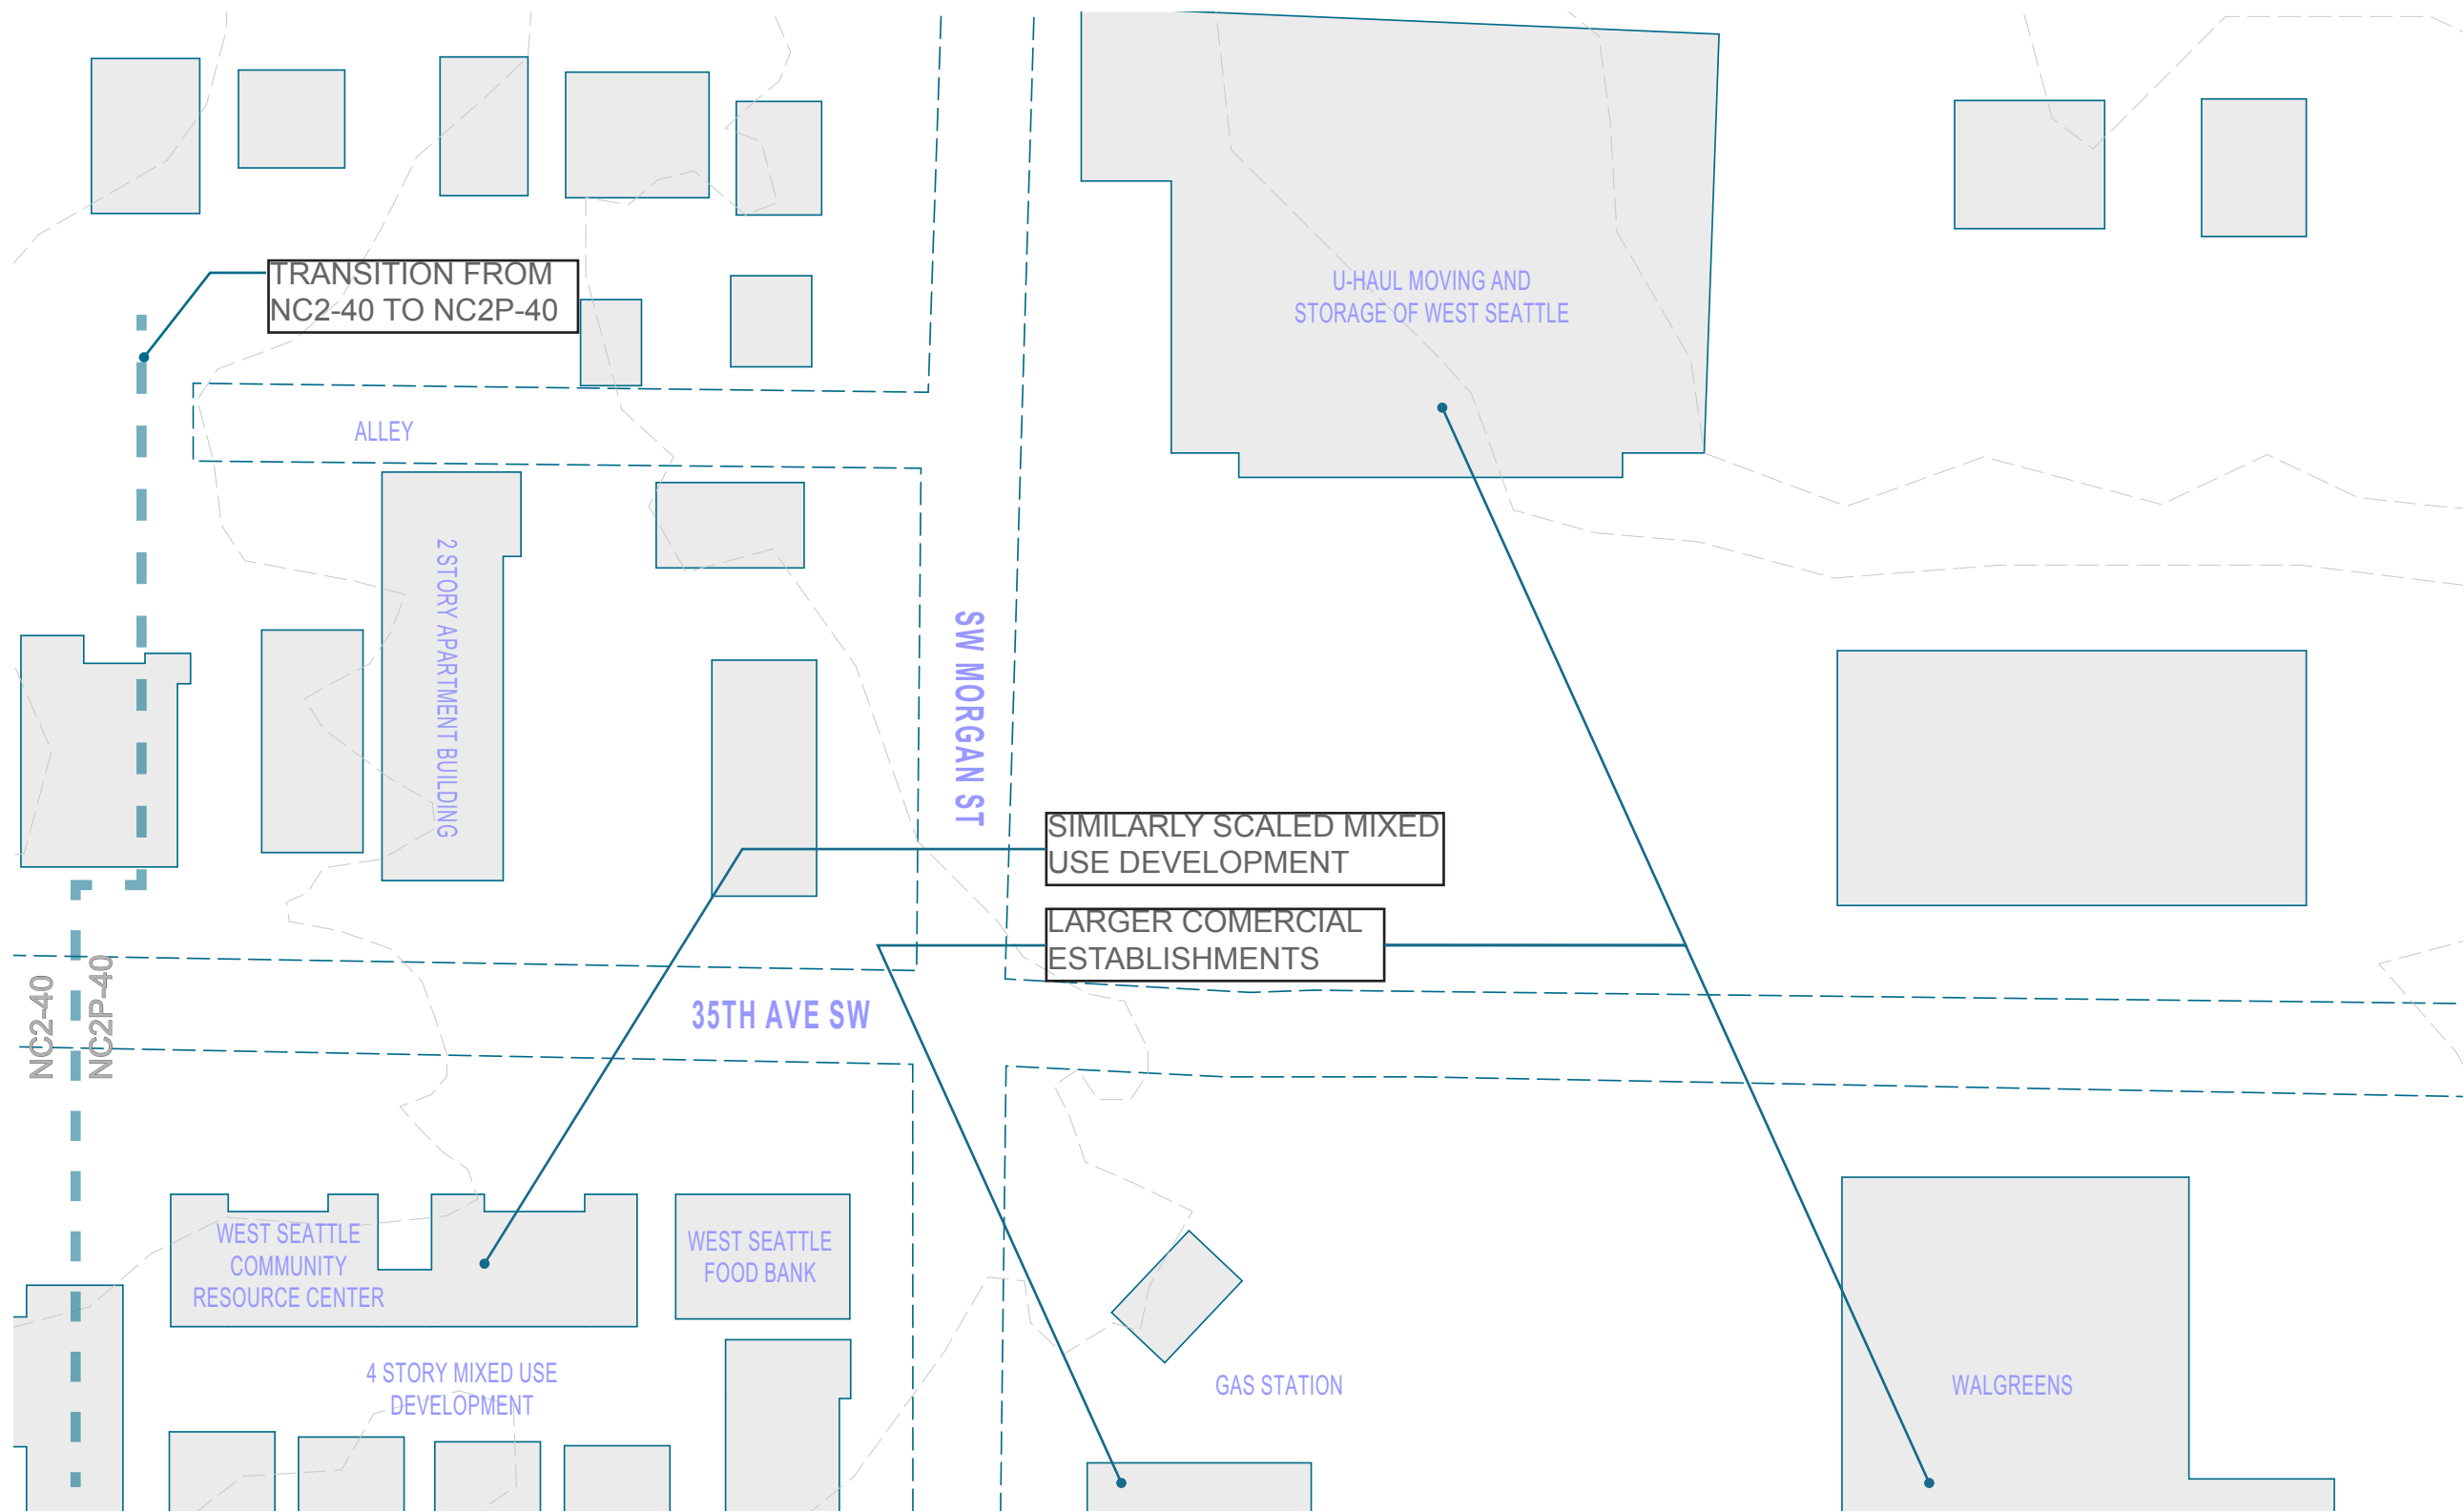 TRANSITION FROM
NC2-40 TO NC2P-40
U-HAUL MOVING AND
STORAGE OF WEST SEATTLE
ALLEY
2 STORY APARTMENT BUILDING
SW MORGAN ST
SIMILARLY SCALED MIXED
USE DEVELOPMENT
LARGER COMERCIAL
ESTABLISHMENTS
NC2-40
NC2P-40
35TH AVE SW
WEST SEATTLE
COMMUNITY
RESOURCE CENTER
WEST SEATTLE
FOOD BANK
4 STORY MIXED USE
DEVELOPMENT
GAS STATION
WALGREENS